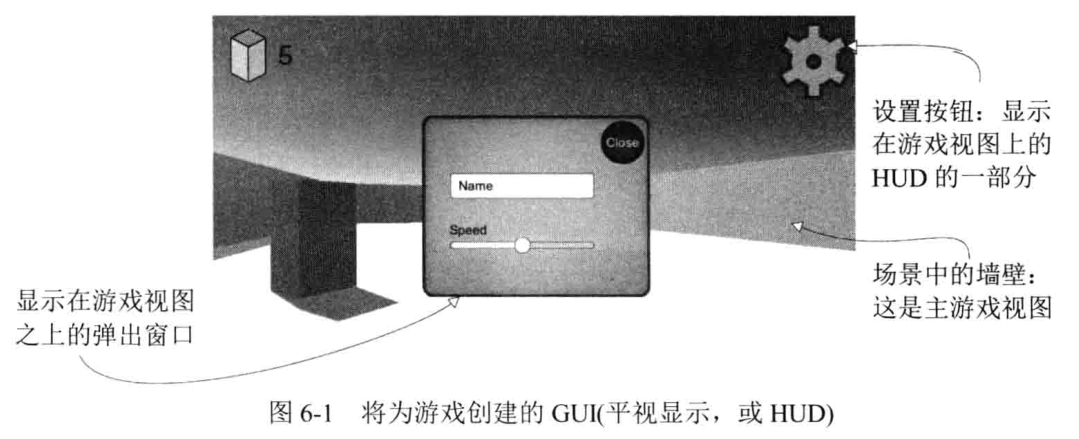 5
Close
Name
Speed
设置按钮：显示
在游戏视图上的
HUD 的一部分
场景中的墙壁：
这是主游戏视图
显示在游戏视图
之上的弹出窗口
图 6-1 将为游戏创建的 GUI(平视显示，或 HUD)